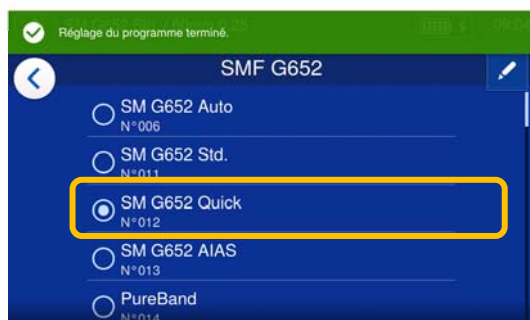 Réglage du programme terminé.
SMF G652
SM G652 Auto
N°006
SM G652 Std.
N°011
SM G652 Quick
N°012
SM G652 AIAS
N°013
PureBand
N°014